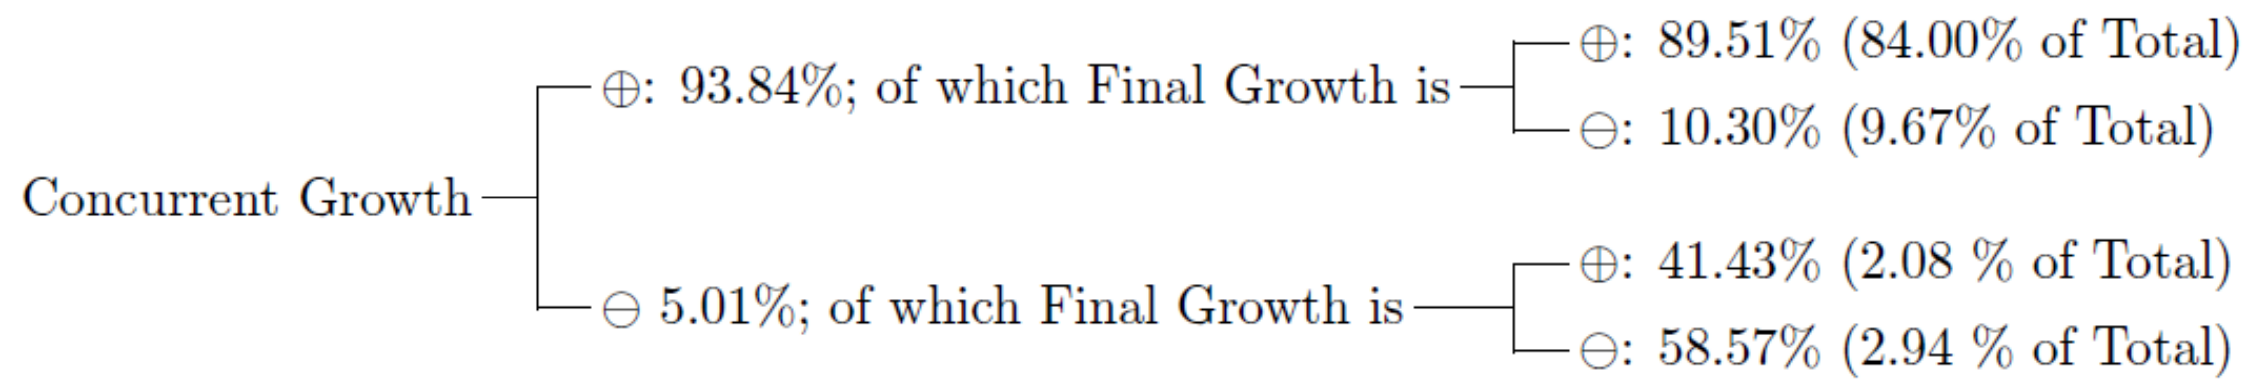 ⊕: 89.51% (84.00% of Total)
⊕: 93.84%; of which Final Growth is
⊖: 10.30% (9.67% of Total)
Concurrent Growth
⊕: 41.43% (2.08 % of Total)
⊖ 5.01%; of which Final Growth is
⊖: 58.57% (2.94 % of Total)